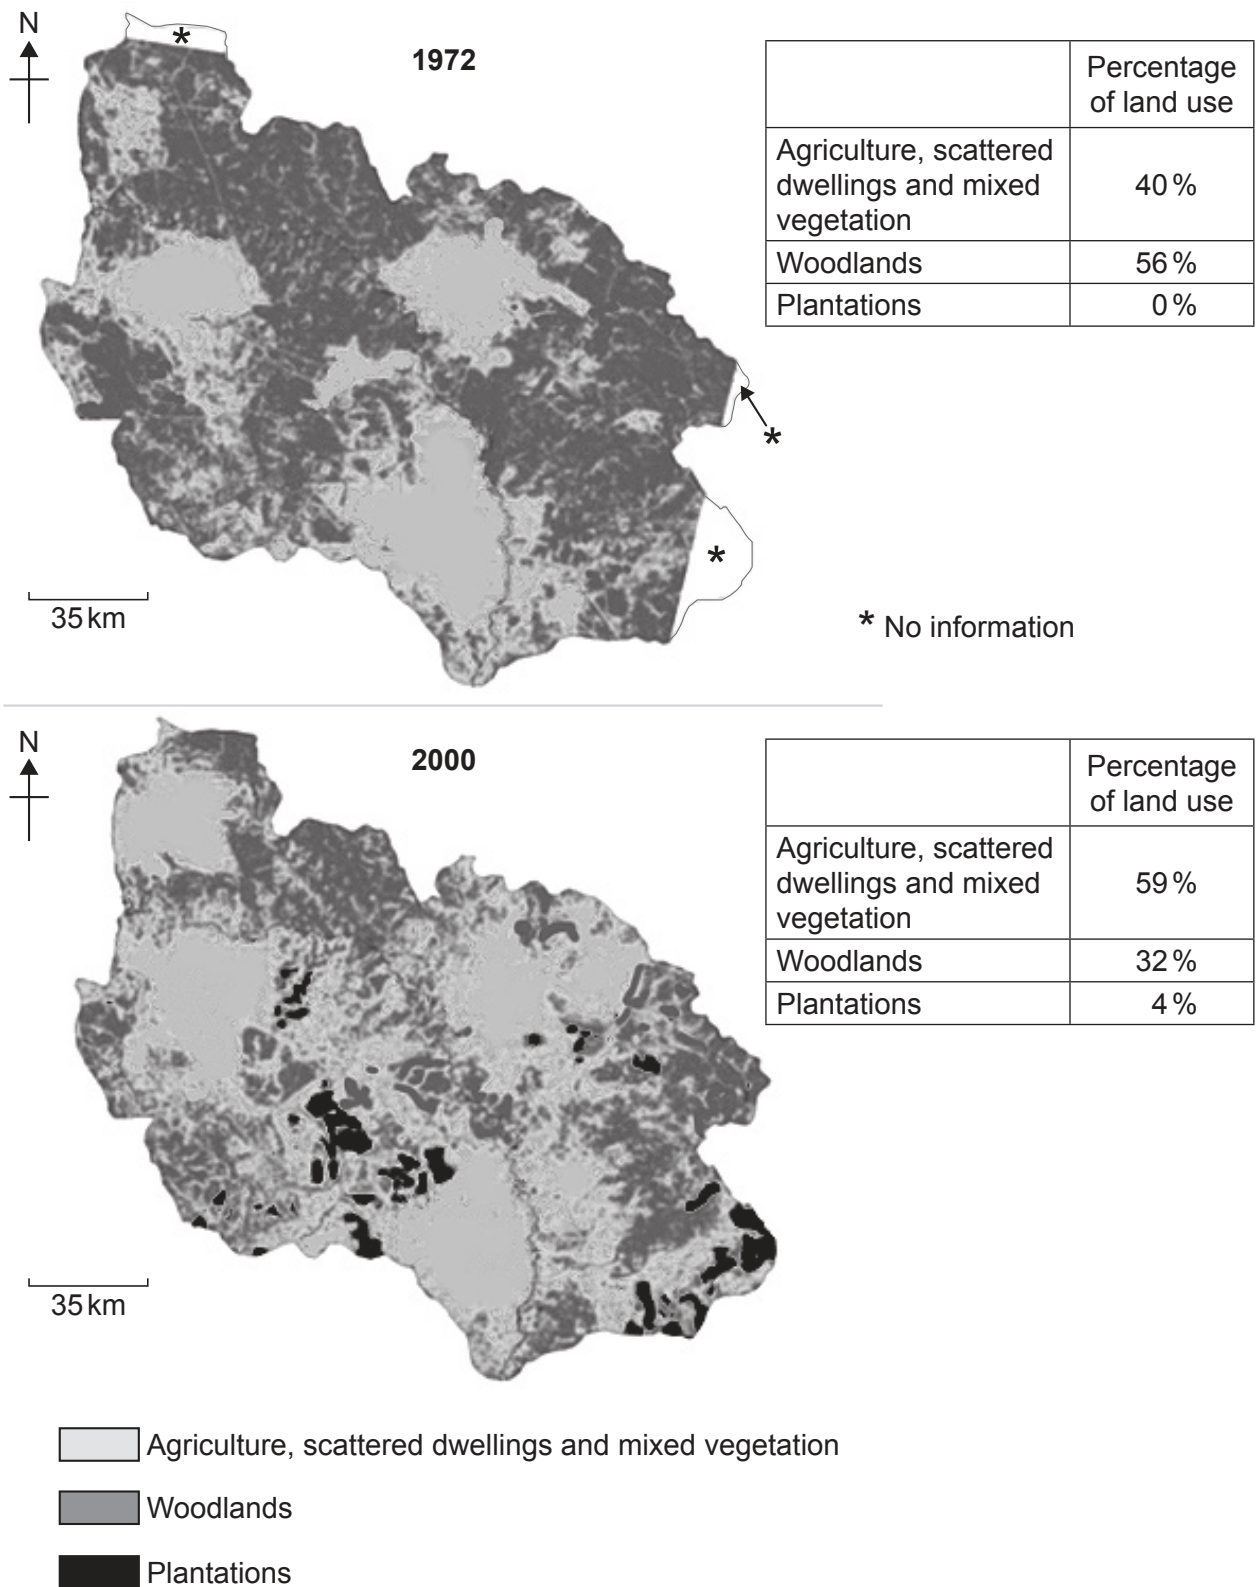 N
*
1972
Percentage
of land use
Agriculture, scattered
dwellings and mixed
vegetation
40 %
Woodlands
56 %
Plantations
0 %
*
*
35 km
* No information
N
2000
Percentage
of land use
Agriculture, scattered
dwellings and mixed
vegetation
59 %
Woodlands
32 %
Plantations
4 %
35 km
Agriculture, scattered dwellings and mixed vegetation
Woodlands
Plantations